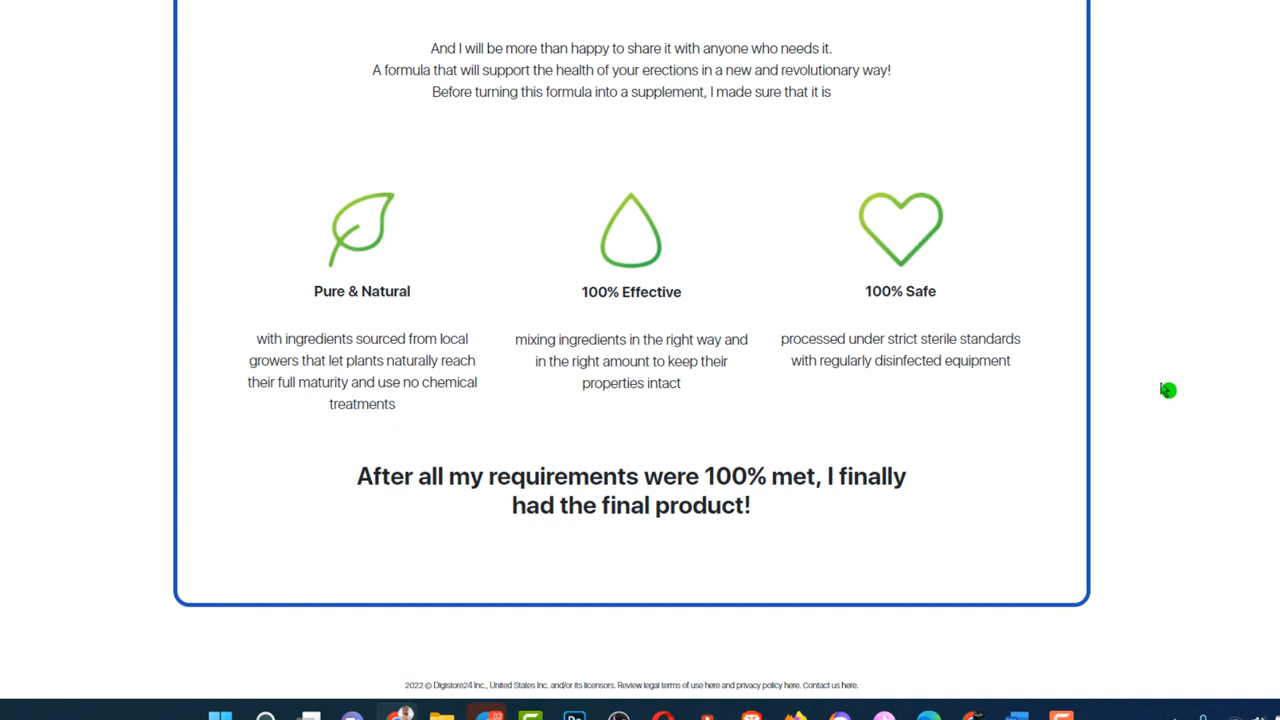 And I will be more than happy to share it with anyone who needs it.
A formula that will support the health of your erections in a new and revolutionary way!
Before turning this formula into a supplement, I made sure that it is
Pure & Natural
with ingredients sourced from local
growers that let plants naturally reach
their full maturity and use no chemical
treatments
100% Effective
mixing ingredients in the right way and
in the right amount to keep their
properties intact
100% Safe
processed under strict sterile standards
with regularly disinfected equipment
After all my requirements were 100% met, I finally
had the final product!
2022 © Digistore24 Inc., United States Inc. and/or its licensors. Review legal terms of use here and privacy policy here. Contact us here.